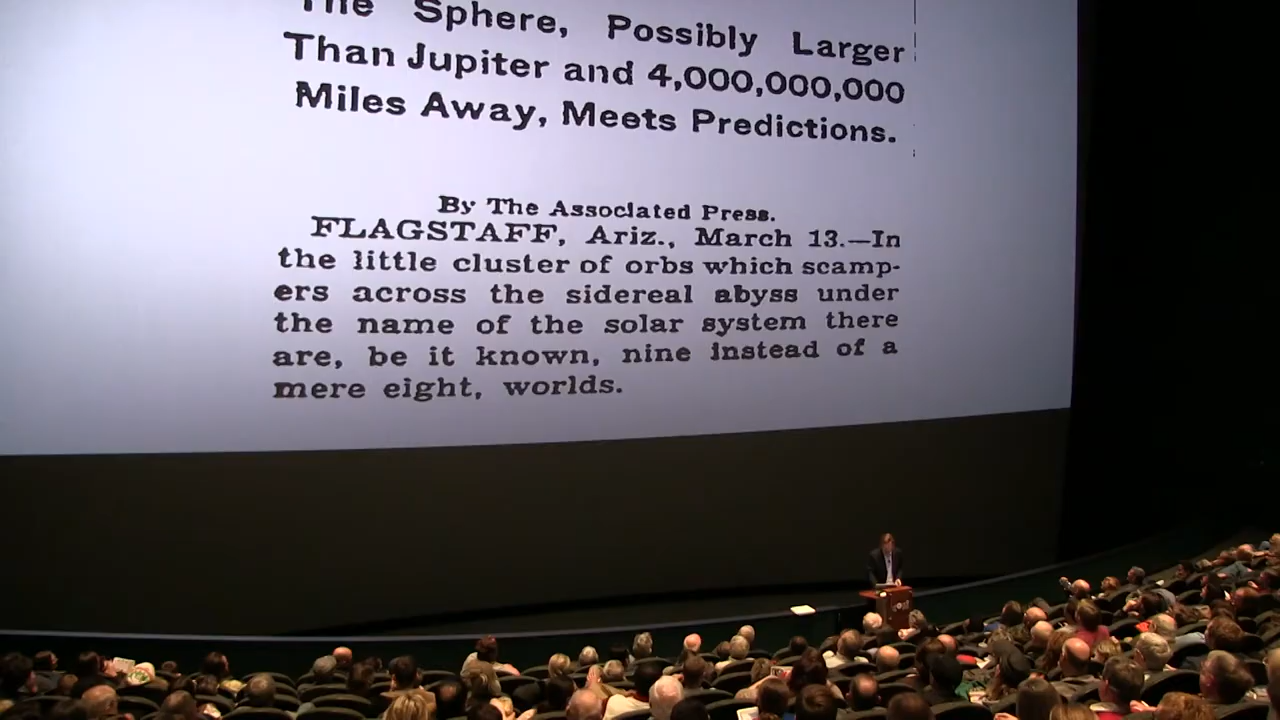 The Sphere, Possibly Larger
Than Jupiter and 4,000,000,000
Miles Away, Meets Predictions.
By The Associated Press.
FLAGSTAFF, Ariz., March 13.—In
the little cluster of orbs which scamp-
ers across the sidereal abyss under
the name of the solar system there
are, be it known, nine instead of a
mere eight, worlds.